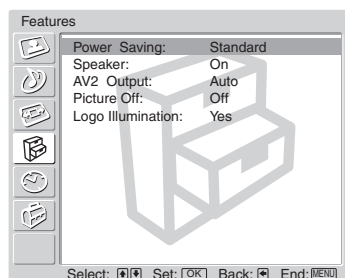 Features
Power Saving: Standard
Speaker: On
AV2 Output: Auto
Picture Off: Off
Logo Illumination: Yes
Select: Set: OK Back: End: MENU